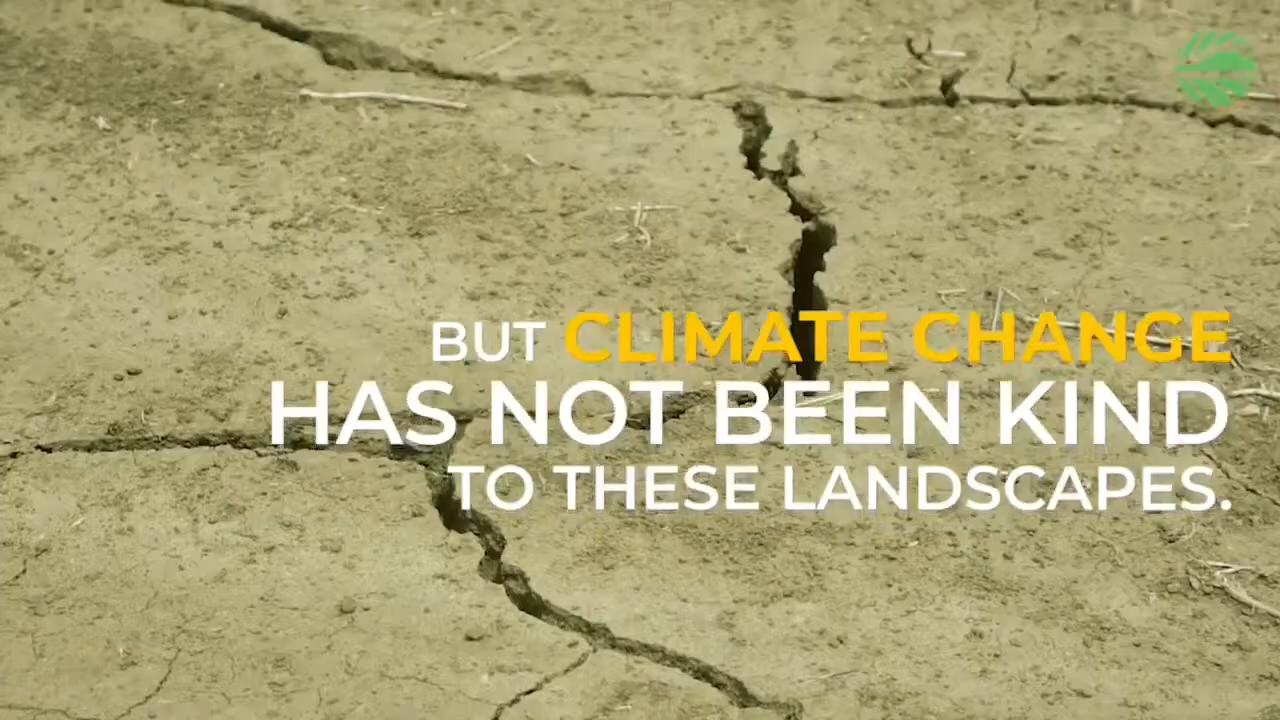 BUT CLIMATE CHANGE
HAS NOT BEEN KIND
TO THESE LANDSCAPES.